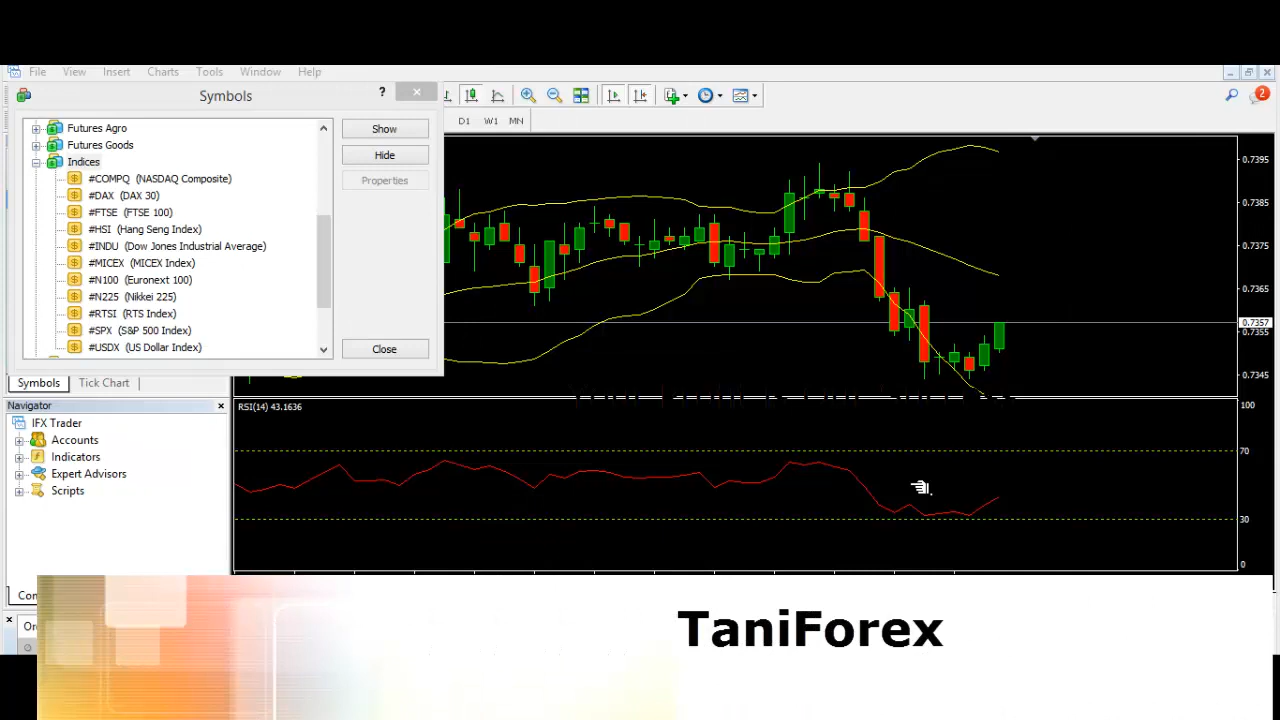 File View Insert Charts Tools Window Help
2
Symbols
?
D1 W1 MN
Futures Agro
Futures Goods
Indices
#COMPQ (NASDAQ Composite)
#DAX (DAX 30)
#FTSE (FTSE 100)
#HSI (Hang Seng Index)
#INDU (Dow Jones Industrial Average)
#MICEX (MICEX Index)
#N100 (Euronext 100)
#N225 (Nikkei 225)
#RTSI (RTS Index)
#SPX (S&P 500 Index)
#USDX (US Dollar Index)
Show
Hide
Properties
Close
0.7395
0.7385
0.7375
0.7365
0.7357
0.7355
0.7345
Symbols Tick Chart
Navigator
IFX Trader
Accounts
Indicators
Expert Advisors
Scripts
RSI(14) 43.1636
100
70
30
0
TaniForex